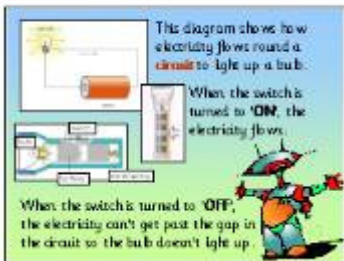 This diagram shows how
electricity flows round a
circuit to light up a bulb.
When the switch is
turned to 'ON', the
electricity flows.
When the switch is turned to 'OFF',
the electricity can't get past the gap in
the circuit so the bulb doesn't light up.